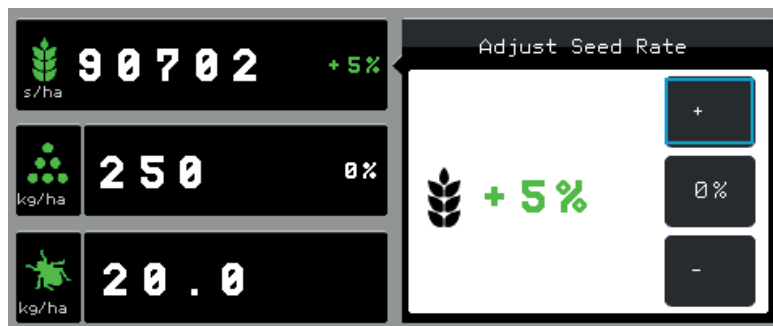 90702 +5%
s/ha
250 0%
kg/ha
20.0
kg/ha
Adjust Seed Rate
+
+5% 0%
-